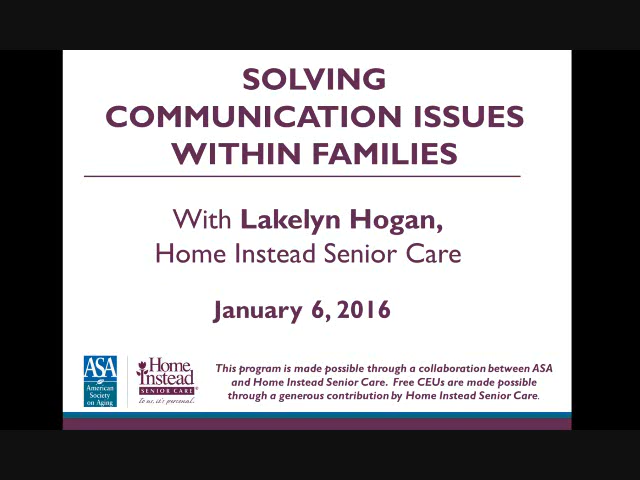 SOLVING
COMMUNICATION ISSUES
WITHIN FAMILIES
With Lakelyn Hogan,
Home Instead Senior Care
January 6, 2016
ASA
American
Society
on Aging
Home
Instead
SENIOR CARE®
to us, it's personal.
This program is made possible through a collaboration between ASA
and Home Instead Senior Care. Free CEUs are made possible
through a generous contribution by Home Instead Senior Care.